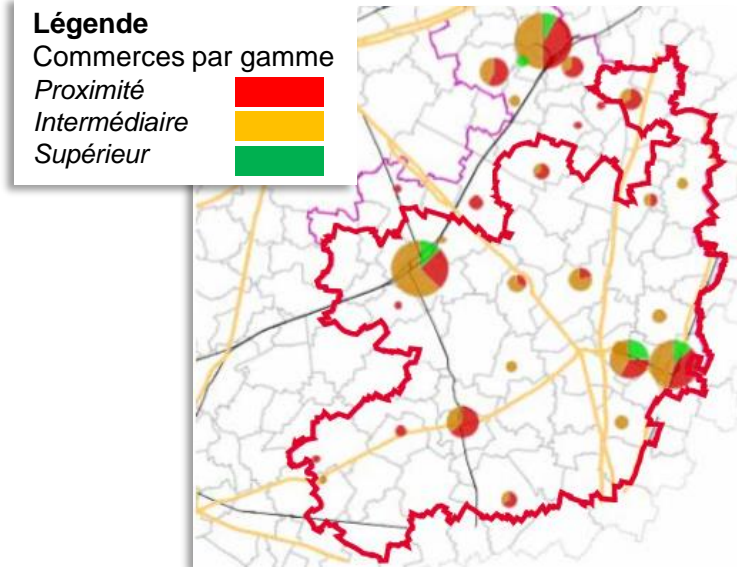 Légende
Commerces par gamme
Proximité
Intermédiaire
Supérieur